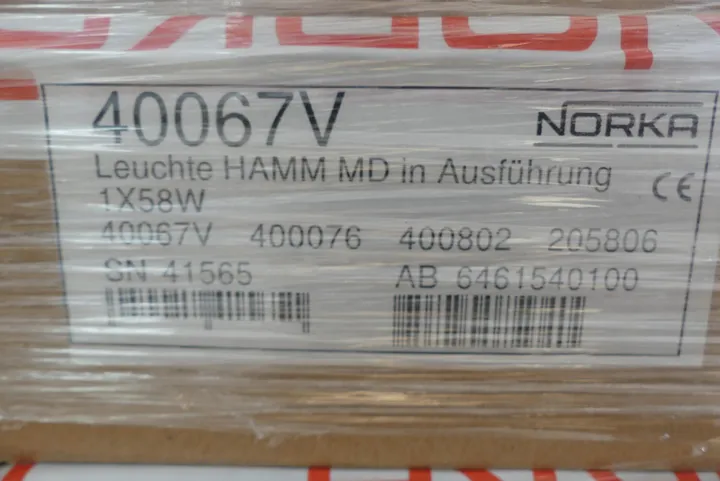 40067V
NORKA
Leuchte HAMM MD in Ausführung
1X58W
CE
40067V 400076 400802 205806
SN 41565 AB 6461540100